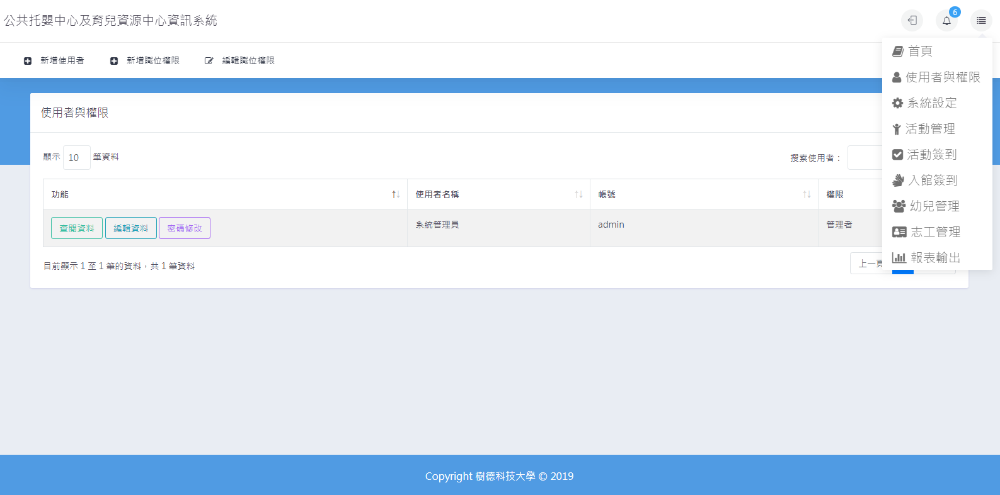 公共托嬰中心及育兒資源中心資訊系統
6
新增使用者 新增職位權限 編輯職位權限
首頁
使用者與權限
系統設定
活動管理
活動簽到
入館簽到
幼兒管理
志工管理
報表輸出
使用者與權限
顯示 10 筆資料
搜索使用者：
功能 使用者名稱 帳號 權限
查閱資料 編輯資料 密碼修改 系統管理員 admin 管理者
目前顯示 1 至 1 筆的資料，共 1 筆資料
上一頁
Copyright 樹德科技大學 © 2019